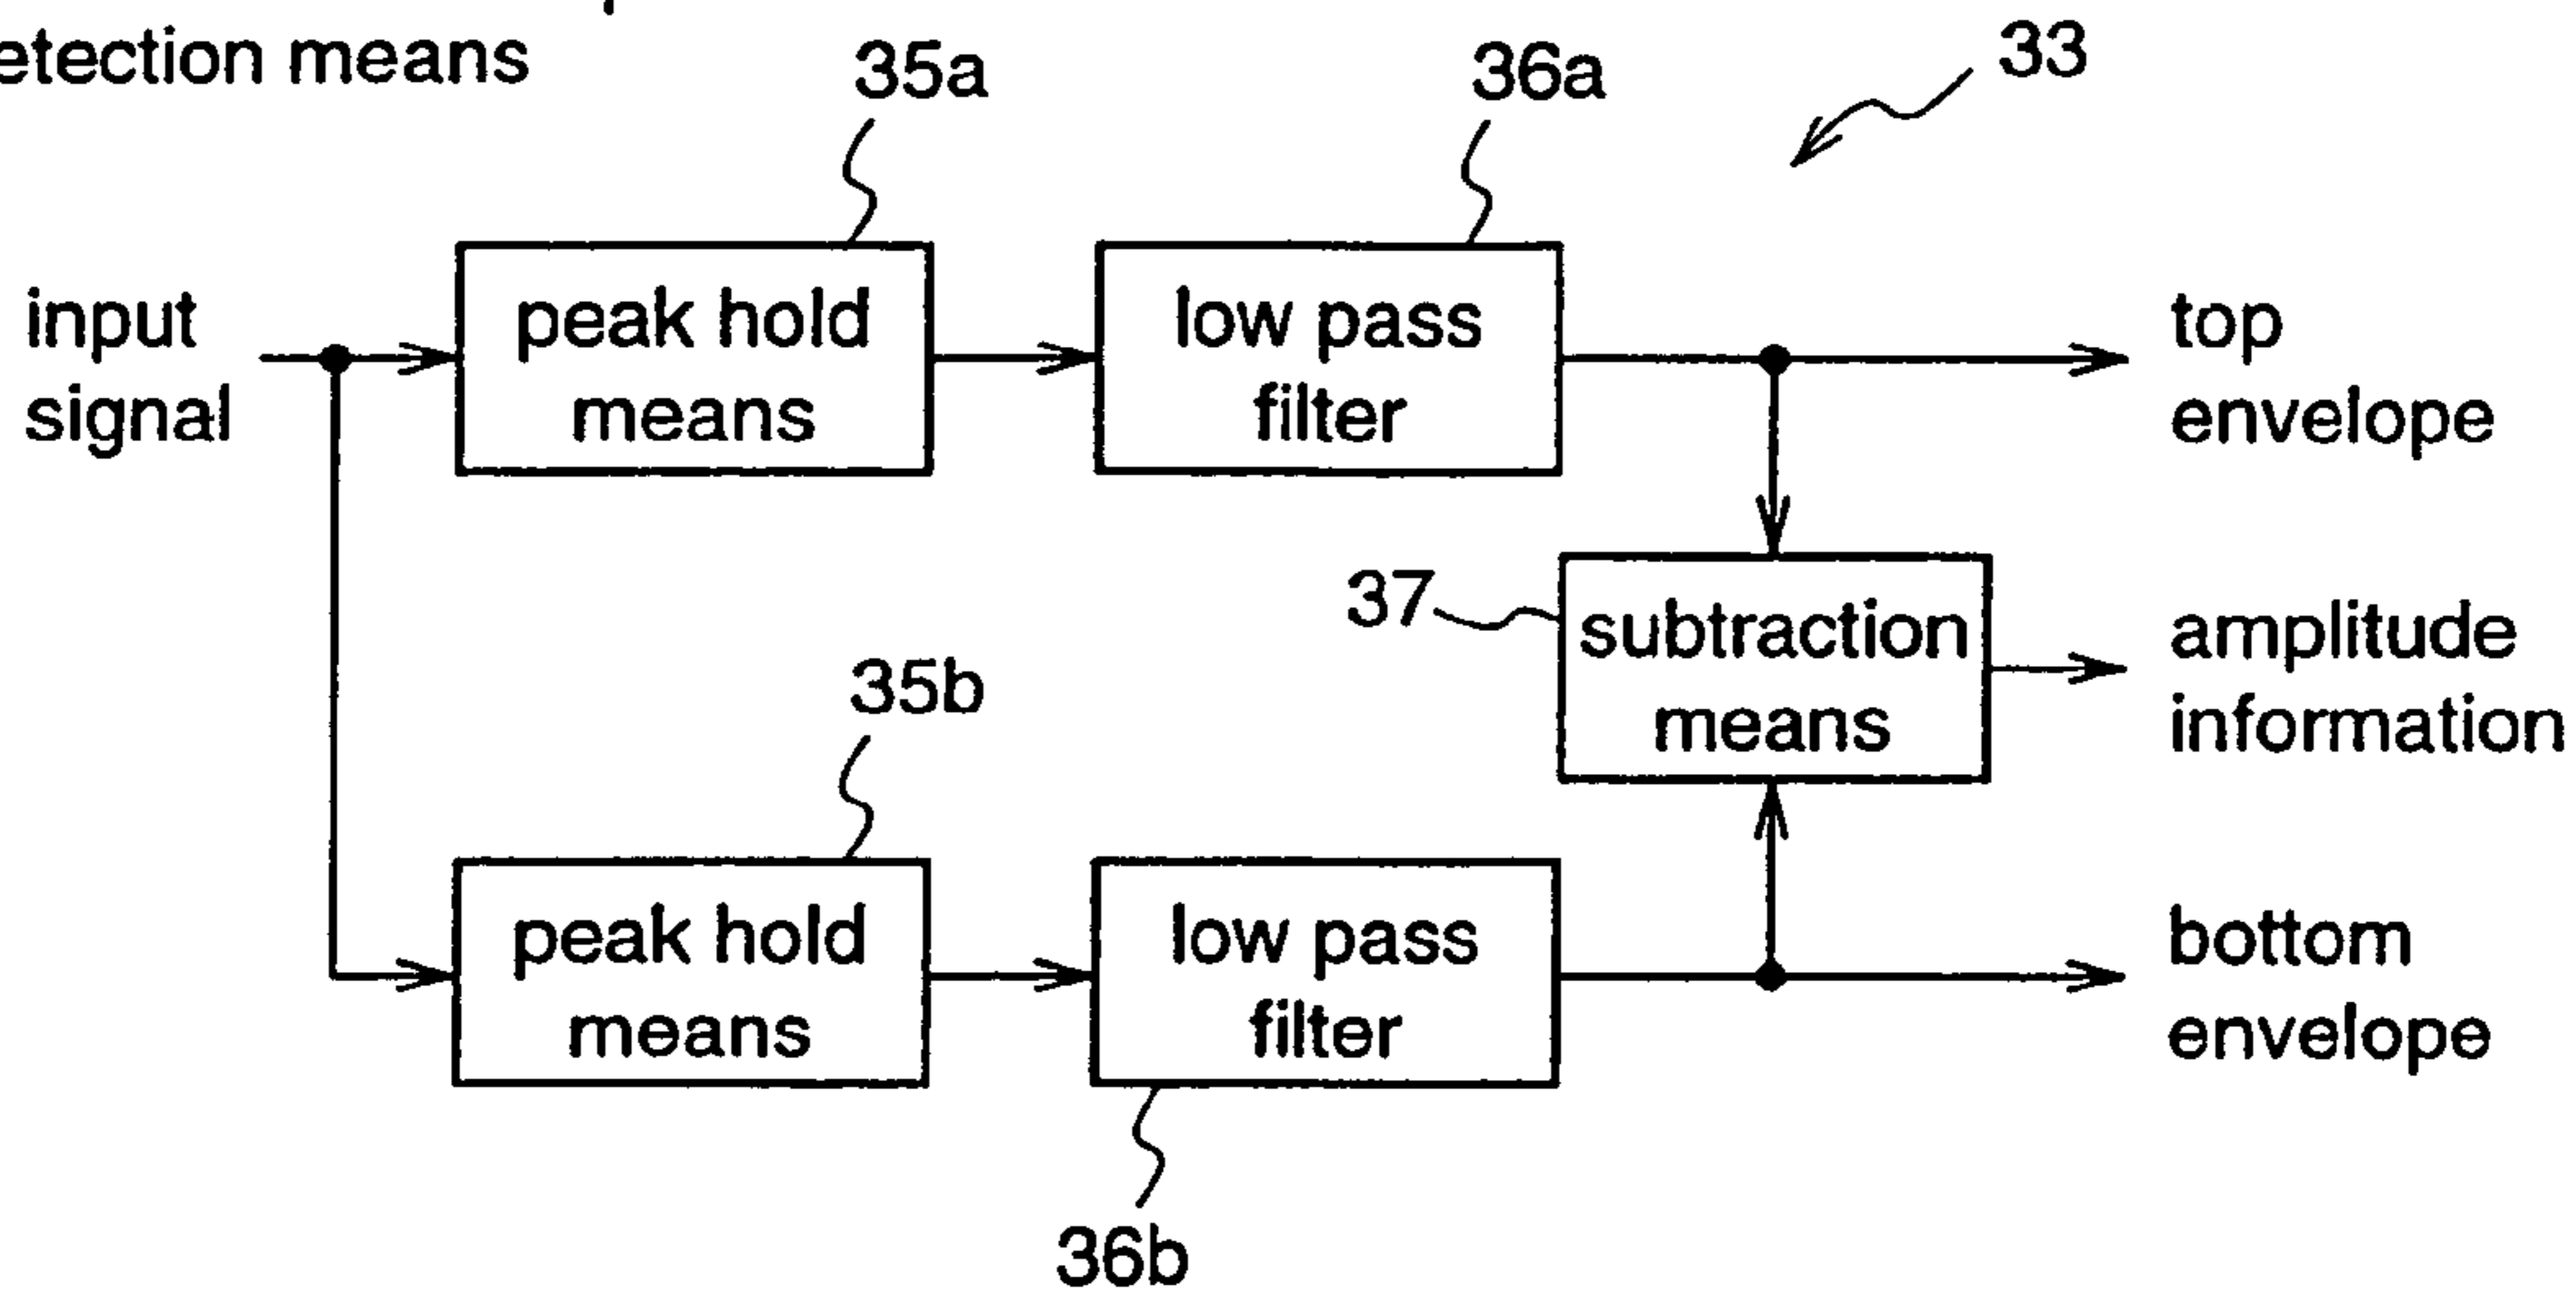 etection means
35a
36a
33
input
signal
peak hold
means
low pass
filter
top
envelope
37
subtraction
means
amplitude
information
35b
peak hold
means
low pass
filter
bottom
envelope
36b